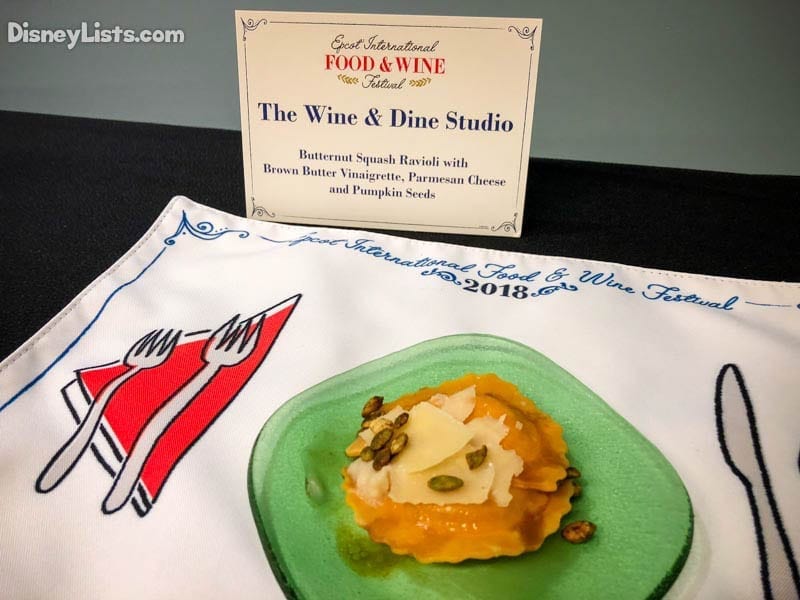 DisneyLists.com
Epcot International
FOOD & WINE
Festival
The Wine & Dine Studio
Butternut Squash Ravioli with
Brown Butter Vinaigrette, Parmesan Cheese
and Pumpkin Seeds
Epcot International Food & Wine Festival
2018